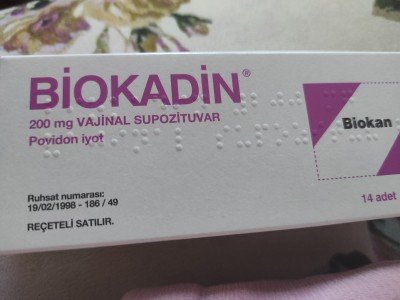 BİOKADİN®
200 mg VAJİNAL SUPOZİTUVAR
Povidon iyot
Biokan
Ruhsat numarası:
19/02/1998 - 186 / 49
REÇETELİ SATILIR.
14 adet